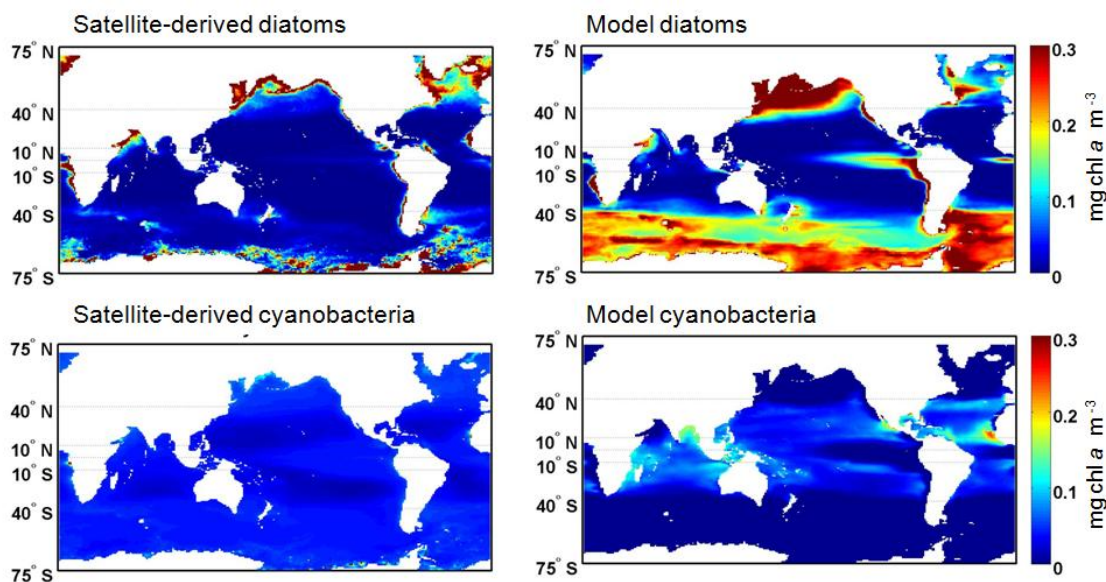 Satellite-derived diatoms
Model diatoms
75° N
40° N
10° N
10° S
40° S
75° S
75° N
40° N
10° N
10° S
40° S
75° S
0.3
0.2
0.1
0
mg chl a m⁻³
Satellite-derived cyanobacteria
Model cyanobacteria
75° N
40° N
10° N
10° S
40° S
75° S
75° N
40° N
10° N
10° S
40° S
75° S
0.3
0.2
0.1
0
mg chl a m⁻³